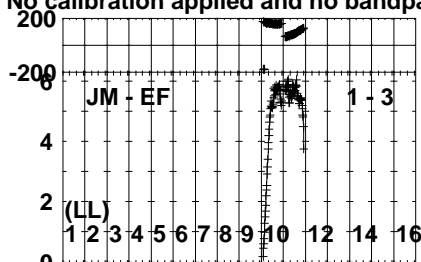 No calibration applied and no bandpa
200
-200
6
JM - EF 1 - 3
4
2
(LL)
1 2 3 4 5 6 7 8 9 10 12 14 16
0